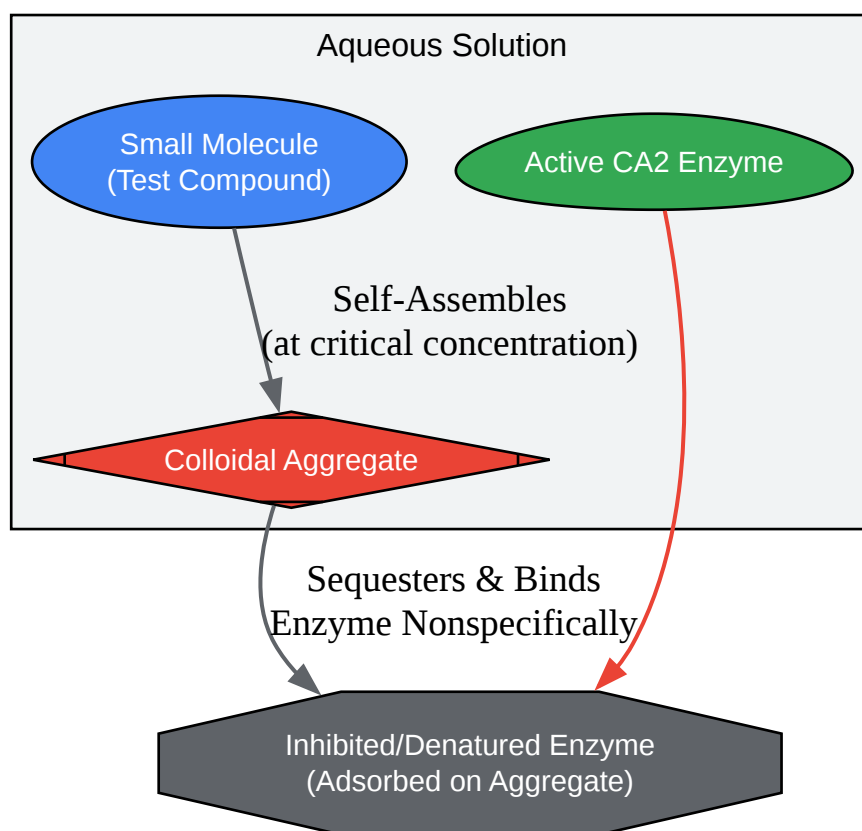 Aqueous Solution
Small Molecule
(Test Compound)
Active CA2 Enzyme
Self-Assembles
(at critical concentration)
Colloidal Aggregate
Sequesters & Binds
Enzyme Nonspecifically
Inhibited/Denatured Enzyme
(Adsorbed on Aggregate)